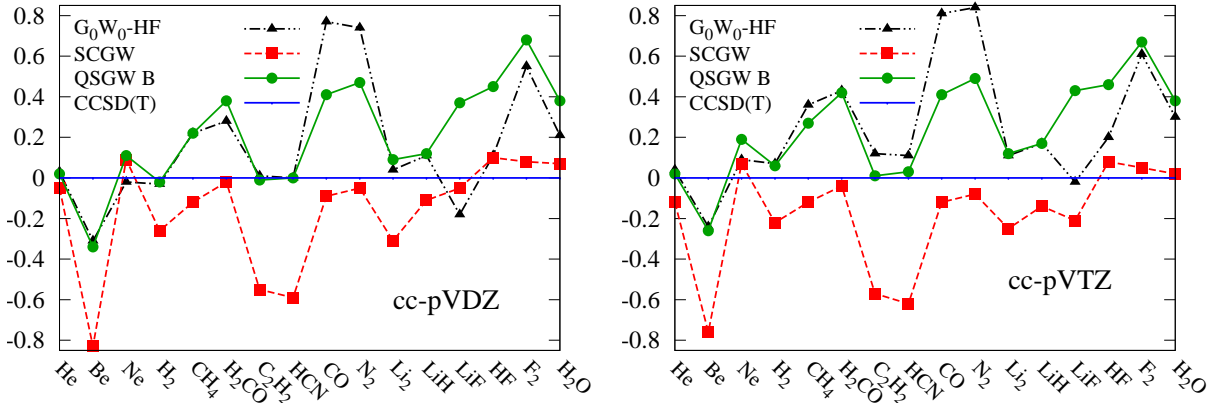 0.8
0.6
0.4
0.2
0
-0.2
-0.4
-0.6
-0.8
G₀W₀-HF
SCGW
QSGW B
CCSD(T)
cc-pVDZ
He
Be
Ne
H₂
CH₄
H₂CO
C₂H₂
HCN
CO
N₂
Li₂
LiH
LiF
HF
F₂
H₂O
0.8
0.6
0.4
0.2
0
-0.2
-0.4
-0.6
-0.8
G₀W₀-HF
SCGW
QSGW B
CCSD(T)
cc-pVTZ
He
Be
Ne
H₂
CH₄
H₂CO
C₂H₂
HCN
CO
N₂
Li₂
LiH
LiF
HF
F₂
H₂O